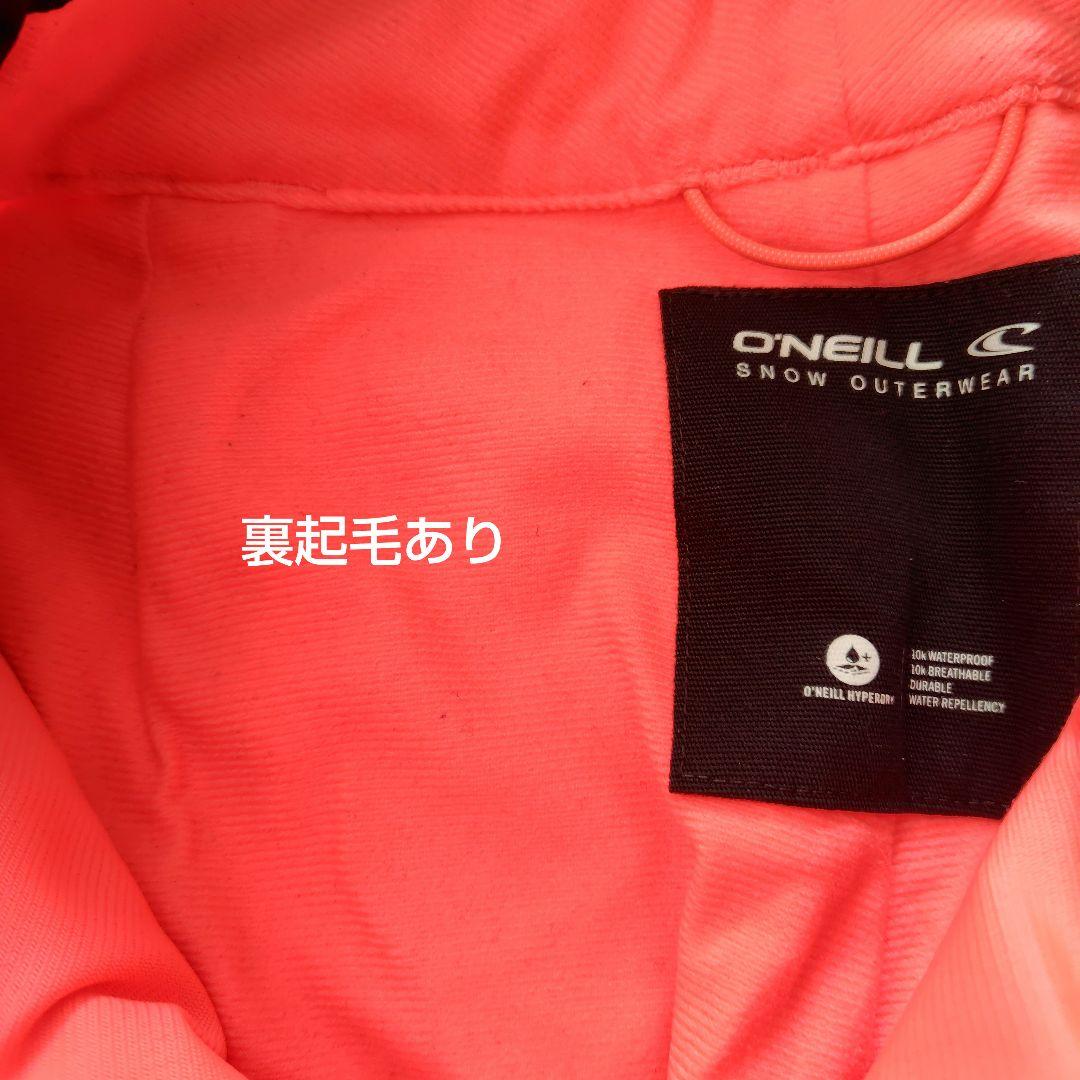 O'NEILL
SNOW OUTERWEAR
裏起毛あり
O'NEILL HYPERDRY
10K WATERPROOF
10K BREATHABLE
DURABLE
WATER REPELLENCY